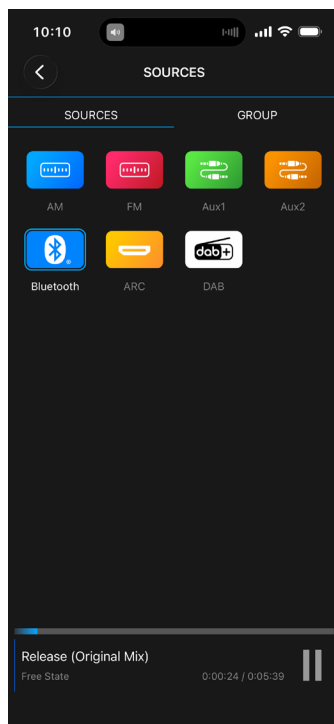 10:10
SOURCES
SOURCES GROUP
AM FM Aux1 Aux2
dab+
Bluetooth ARC DAB
Release (Original Mix)
Free State 0:00:24 / 0:05:39